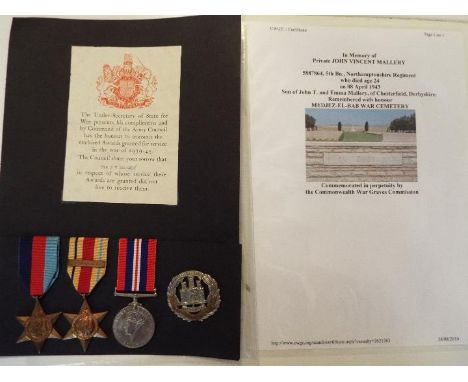 The Under-Secretary of State for
War presents his compliments and
by Command of the Army Council
has the honour to transmit the
enclosed Awards granted for service
in the war of 1939-45.
The Council share your sorrow that
in respect of whose service these
Awards are granted did not
live to receive them.
Page 1 of 1
In Memory of
Private JOHN VINCENT MALLERY
5887864, 5th Bn., Northamptonshire Regiment
who died age 24
on 08 April 1943
Son of John T. and Emma Mallery, of Chesterfield, Derbyshire.
Remembered with honour
MEDJEZ-EL-BAB WAR CEMETERY
Commemorated in perpetuity by
the Commonwealth War Graves Commission